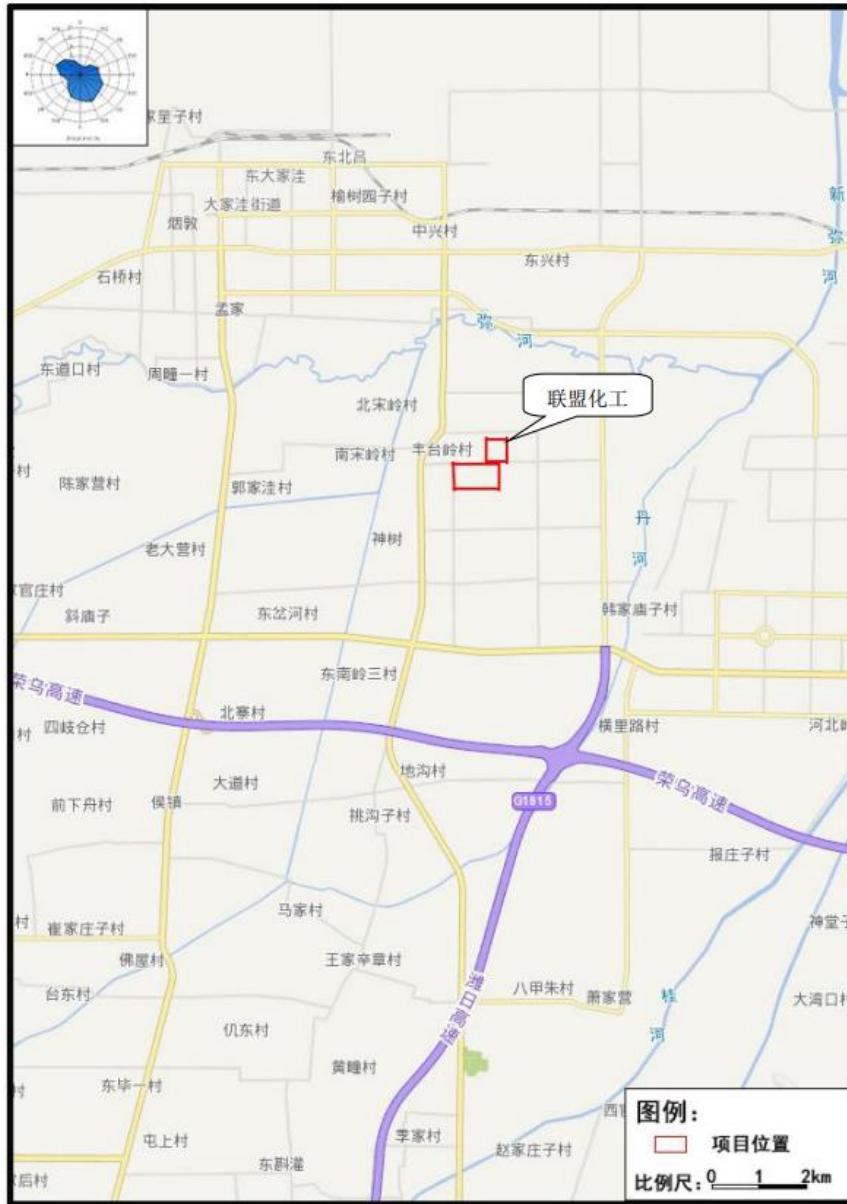 东北吕
东大家洼
榆树园子村
大家洼街道
烟敦
中兴村
东兴村
新弥河
石桥村
孟家
弥河
东道口村
周疃一村
北宋岭村
联盟化工
南宋岭村
丰台岭村
村
陈家营村
郭家洼村
丹河
神树
老大营村
官庄村
斜庙子
东岔河村
韩家庙子村
东南岭三村
荣乌高速
北寨村
四岐仓村
村
横里路村
河北岭
地沟村
大道村
荣乌高速
G1815
前下舟村
侯镇
挑沟子村
报庄子村
马家村
村
崔家庄子村
神堂子
佛屋村
王家辛章村
台东村
八甲朱村
萧家营
桂河
大湾口村
潍日高速
仉东村
黄疃村
东毕一村
村
图例：
项目位置
比例尺：0 1 2km
季家村
屯上村
赵家庄子村
东斟灌
后村